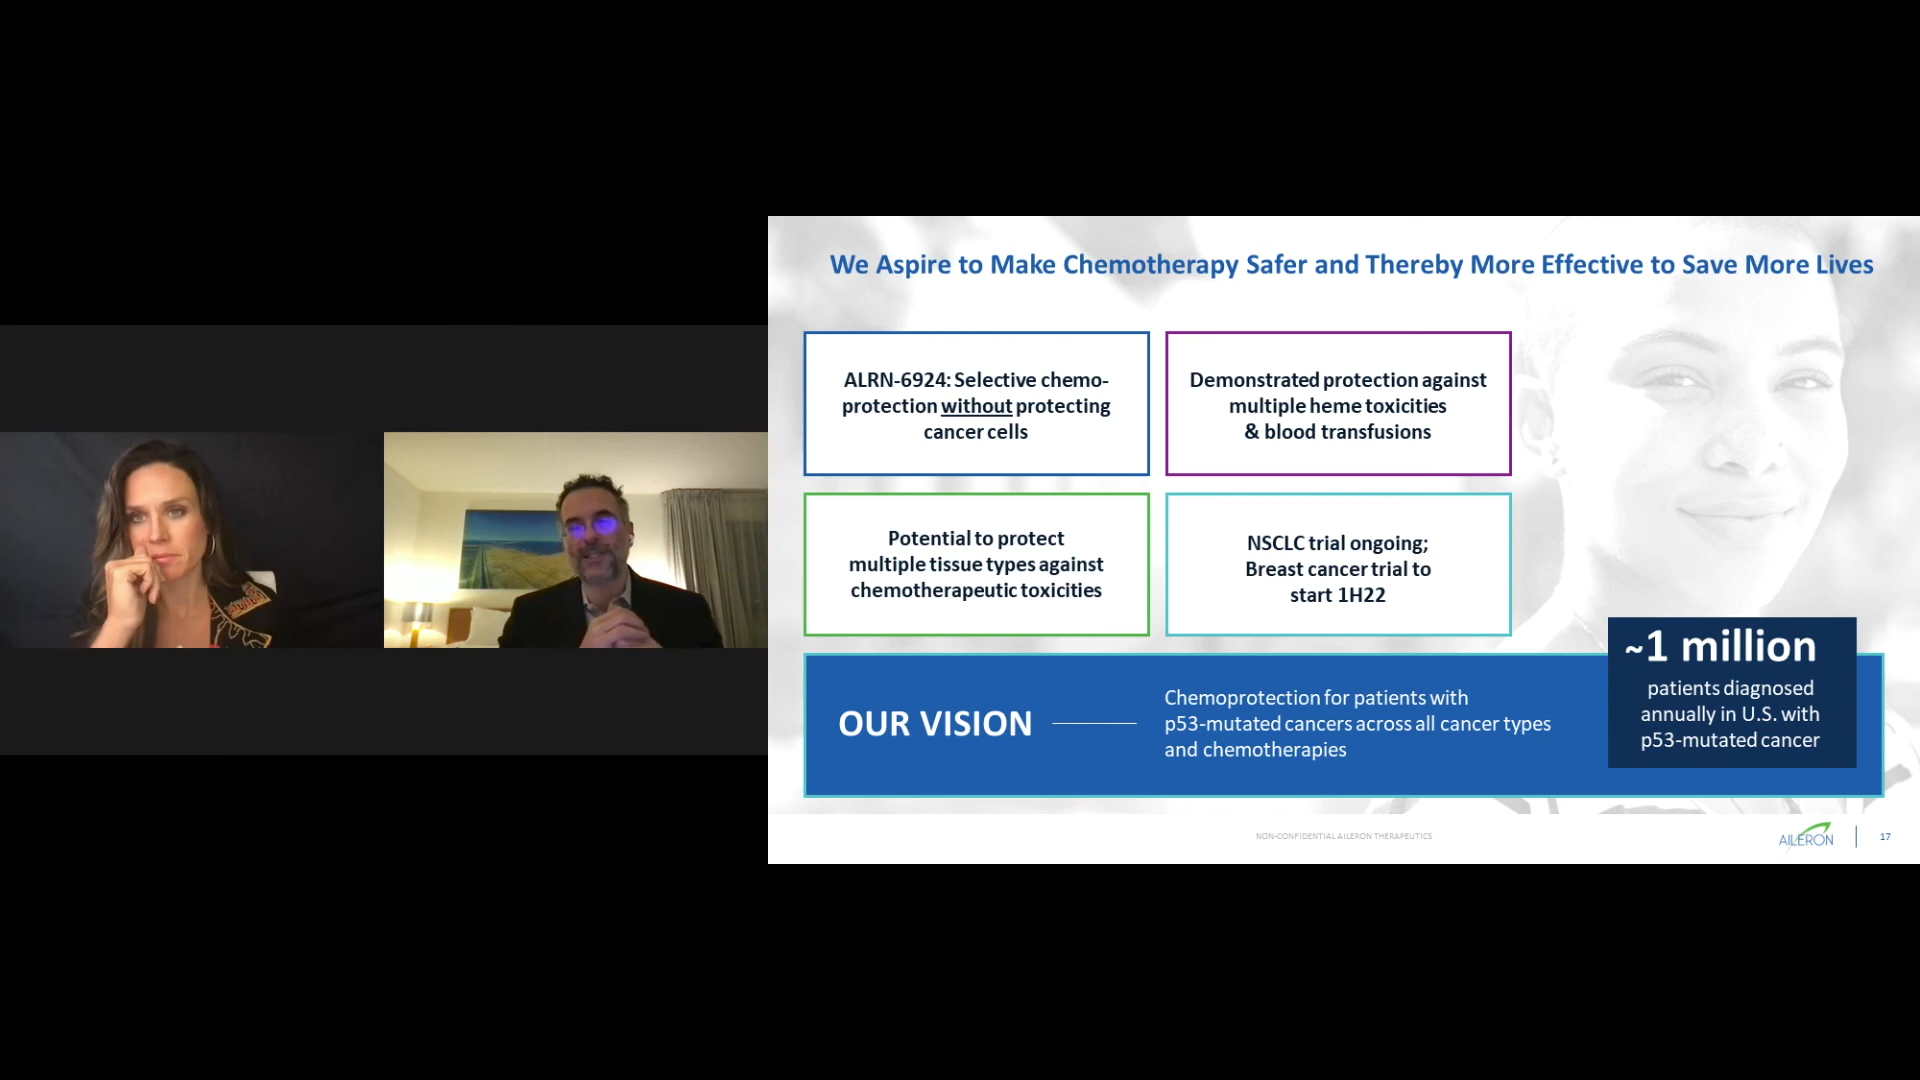 We Aspire to Make Chemotherapy Safer and Thereby More Effective to Save More Lives
ALRN-6924: Selective chemo-
protection without protecting
cancer cells
Demonstrated protection against
multiple heme toxicities
& blood transfusions
Potential to protect
multiple tissue types against
chemotherapeutic toxicities
NSCLC trial ongoing;
Breast cancer trial to
start 1H22
OUR VISION
Chemoprotection for patients with
p53-mutated cancers across all cancer types
and chemotherapies
~1 million
patients diagnosed
annually in U.S. with
p53-mutated cancer
NON-CONFIDENTIAL AILERON THERAPEUTICS
AILERON
17